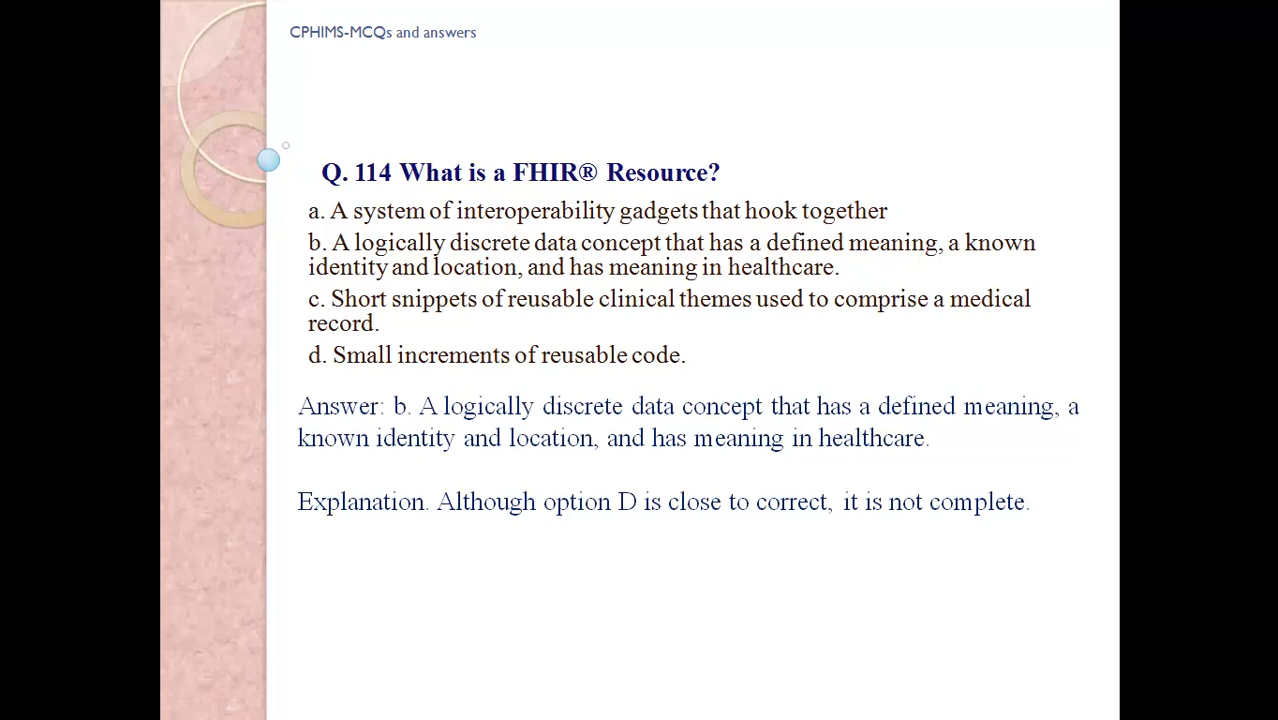 CPHIMS-MCQs and answers
Q. 114 What is a FHIR® Resource?
a. A system of interoperability gadgets that hook together
b. A logically discrete data concept that has a defined meaning, a known
identity and location, and has meaning in healthcare.
c. Short snippets of reusable clinical themes used to comprise a medical
record.
d. Small increments of reusable code.
Answer: b. A logically discrete data concept that has a defined meaning, a
known identity and location, and has meaning in healthcare.
Explanation. Although option D is close to correct, it is not complete.